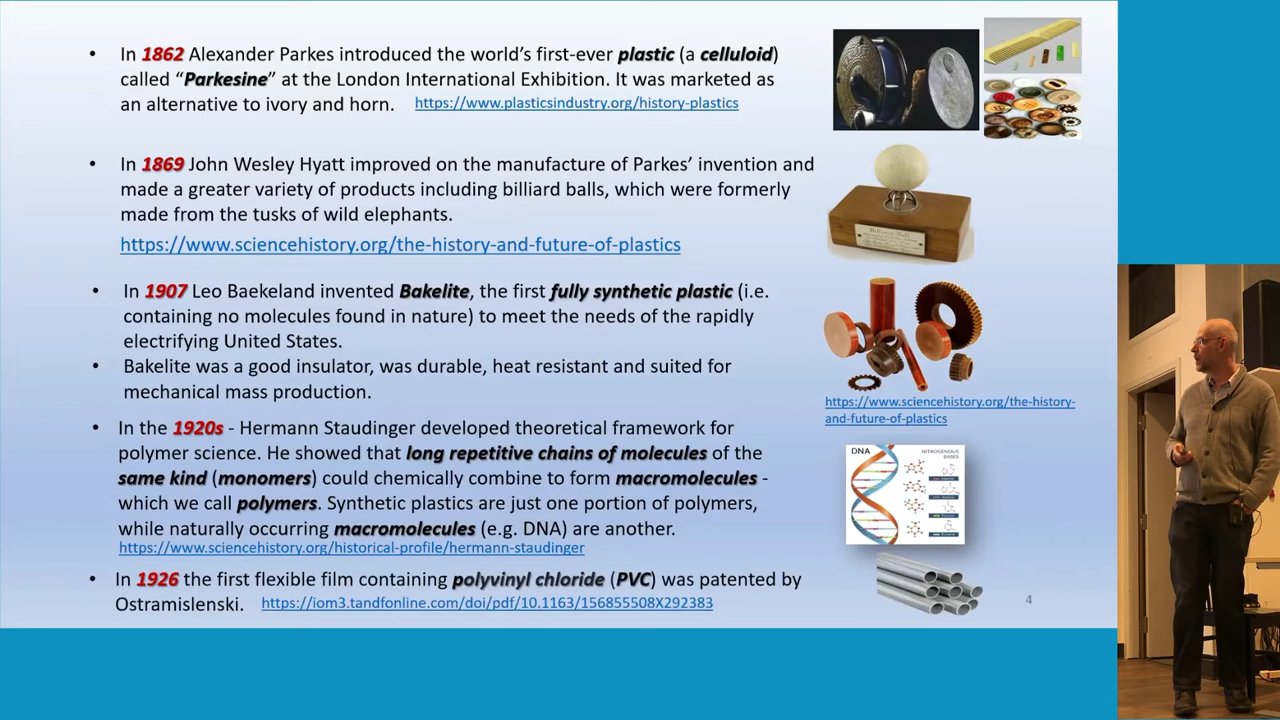 • In 1862 Alexander Parkes introduced the world's first-ever plastic (a celluloid)
called "Parkesine" at the London International Exhibition. It was marketed as
an alternative to ivory and horn. https://www.plasticsindustry.org/history-plastics
• In 1869 John Wesley Hyatt improved on the manufacture of Parkes' invention and
made a greater variety of products including billiard balls, which were formerly
made from the tusks of wild elephants.
https://www.sciencehistory.org/the-history-and-future-of-plastics
• In 1907 Leo Baekeland invented Bakelite, the first fully synthetic plastic (i.e.
containing no molecules found in nature) to meet the needs of the rapidly
electrifying United States.
• Bakelite was a good insulator, was durable, heat resistant and suited for
mechanical mass production.
https://www.sciencehistory.org/the-history-
and-future-of-plastics
• In the 1920s - Hermann Staudinger developed theoretical framework for
polymer science. He showed that long repetitive chains of molecules of the
same kind (monomers) could chemically combine to form macromolecules -
which we call polymers. Synthetic plastics are just one portion of polymers,
while naturally occurring macromolecules (e.g. DNA) are another.
https://www.sciencehistory.org/historical-profile/hermann-staudinger
DNA
NITROGENOUS
BASES
• In 1926 the first flexible film containing polyvinyl chloride (PVC) was patented by
Ostramislenski. https://iom3.tandfonline.com/doi/pdf/10.1163/156855508X292383
4